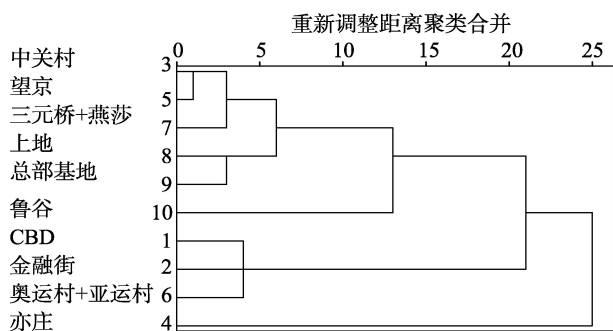 重新调整距离聚类合并
0 5 10 15 20 25
中关村 3
望京 5
三元桥+燕莎 7
上地 8
总部基地 9
鲁谷 10
CBD 1
金融街 2
奥运村+亚运村 6
亦庄 4